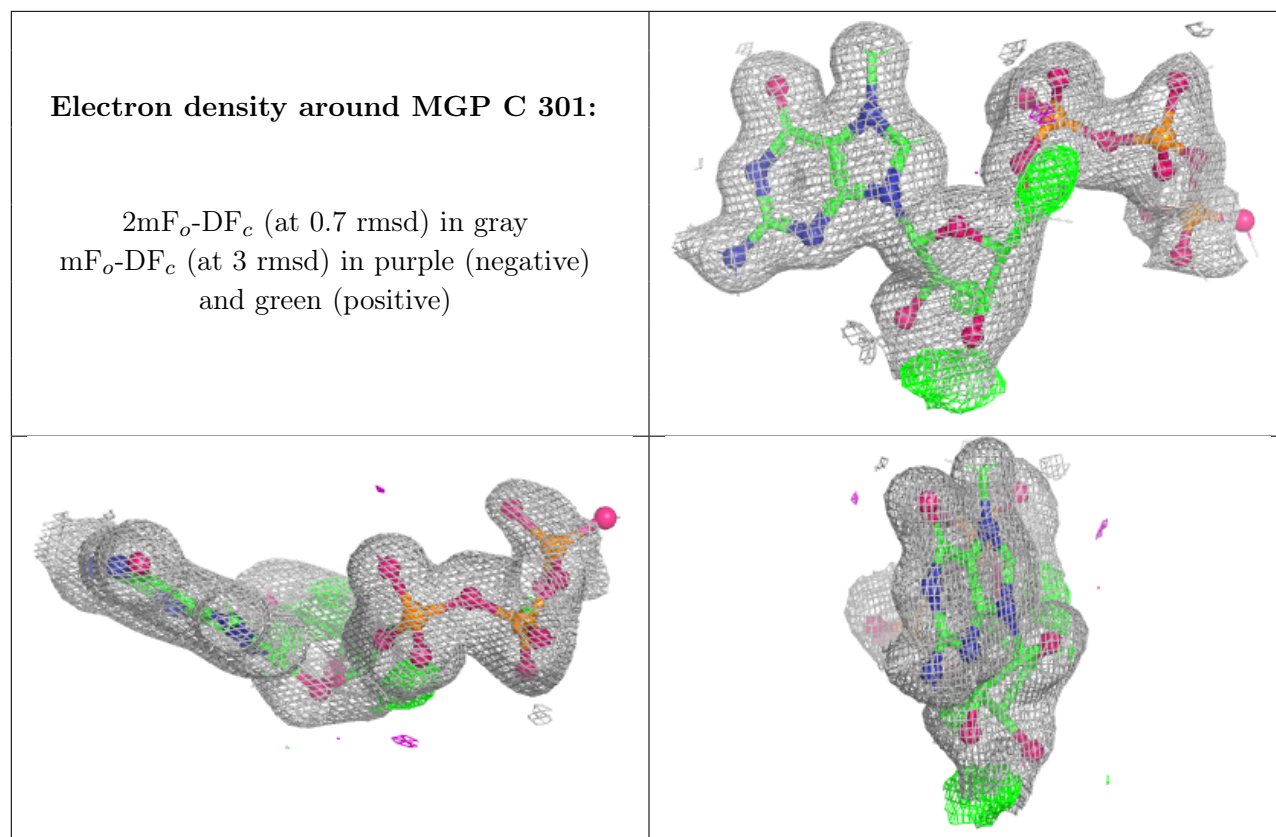 Electron density around MGP C 301:
2mFₒ-DF𝒸 (at 0.7 rmsd) in gray
mFₒ-DF𝒸 (at 3 rmsd) in purple (negative)
and green (positive)